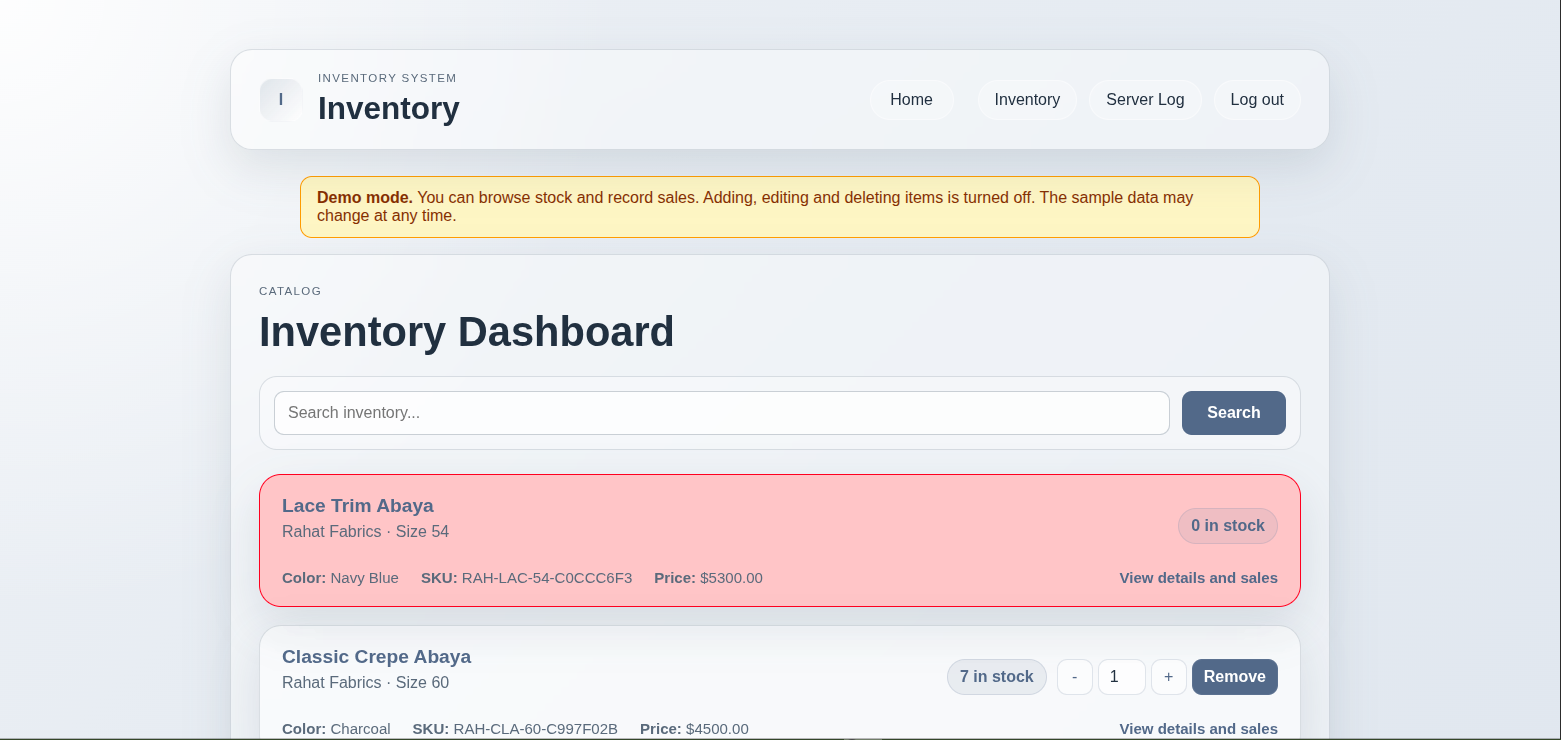 I
INVENTORY SYSTEM
Inventory
Home
Inventory
Server Log
Log out
Demo mode. You can browse stock and record sales. Adding, editing and deleting items is turned off. The sample data may
change at any time.
CATALOG
Inventory Dashboard
Search inventory...
Search
Lace Trim Abaya
Rahat Fabrics · Size 54
0 in stock
Color: Navy Blue SKU: RAH-LAC-54-C0CCC6F3 Price: $5300.00
View details and sales
Classic Crepe Abaya
Rahat Fabrics · Size 60
7 in stock
-
1
+
Remove
Color: Charcoal SKU: RAH-CLA-60-C997F02B Price: $4500.00
View details and sales